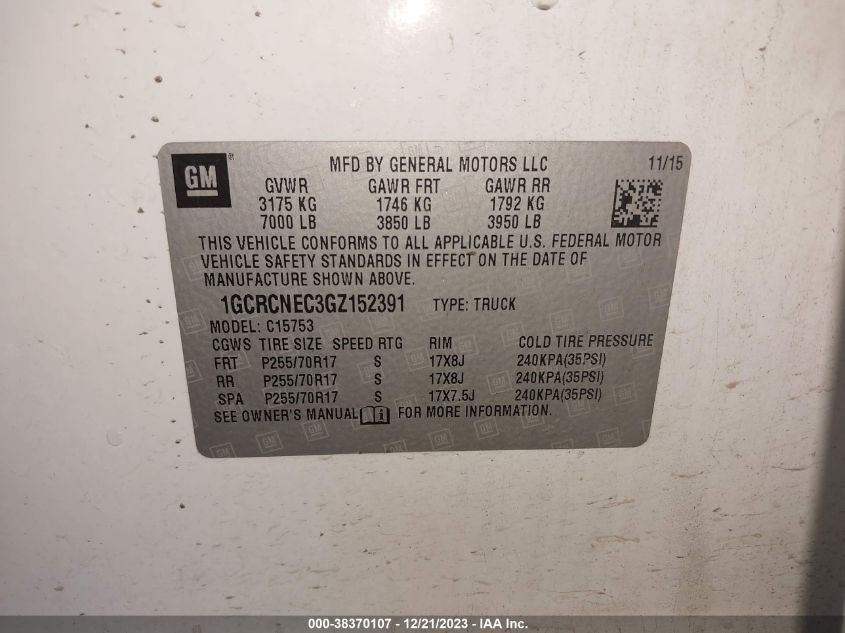 GM®
MFD BY GENERAL MOTORS LLC 11/15
GVWR GAWR FRT GAWR RR
3175 KG 1746 KG 1792 KG
7000 LB 3850 LB 3950 LB
THIS VEHICLE CONFORMS TO ALL APPLICABLE U.S. FEDERAL MOTOR
VEHICLE SAFETY STANDARDS IN EFFECT ON THE DATE OF
MANUFACTURE SHOWN ABOVE.
1GCRCNEC3GZ152391 TYPE: TRUCK
MODEL: C15753
CGWS TIRE SIZE SPEED RTG RIM COLD TIRE PRESSURE
FRT P255/70R17 S 17X8J 240KPA(35PSI)
RR P255/70R17 S 17X8J 240KPA(35PSI)
SPA P255/70R17 S 17X7.5J 240KPA(35PSI)
SEE OWNER'S MANUAL FOR MORE INFORMATION.
000-38370107 - 12/21/2023 - IAA Inc.